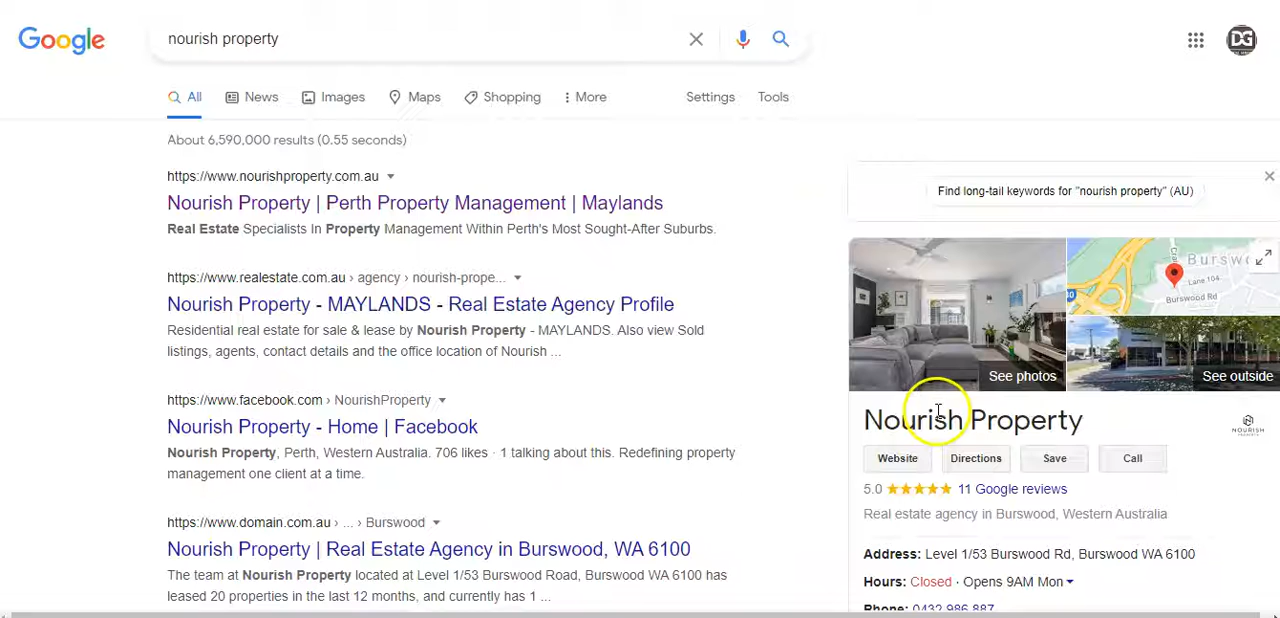 Google
nourish property
DG
All
News
Images
Maps
Shopping
More
Settings
Tools
About 6,590,000 results (0.55 seconds)
https://www.nourishproperty.com.au
Nourish Property | Perth Property Management | Maylands
Real Estate Specialists In Property Management Within Perth's Most Sought-After Suburbs.
https://www.realestate.com.au › agency › nourish-prope...
Nourish Property - MAYLANDS - Real Estate Agency Profile
Residential real estate for sale & lease by Nourish Property - MAYLANDS. Also view Sold
listings, agents, contact details and the office location of Nourish ...
https://www.facebook.com › NourishProperty
Nourish Property - Home | Facebook
Nourish Property, Perth, Western Australia. 706 likes · 1 talking about this. Redefining property
management one client at a time.
https://www.domain.com.au › ... › Burswood
Nourish Property | Real Estate Agency in Burswood, WA 6100
The team at Nourish Property located at Level 1/53 Burswood Road, Burswood WA 6100 has
leased 20 properties in the last 12 months, and currently has 1 ...
Find long-tail keywords for "nourish property" (AU)
Lane 104
Burswood Rd
See photos
See outside
Nourish Property
NOURISH
Website
Directions
Save
Call
5.0
11 Google reviews
Real estate agency in Burswood, Western Australia
Address: Level 1/53 Burswood Rd, Burswood WA 6100
Hours: Closed · Opens 9AM Mon
Phone: 0432 986 887